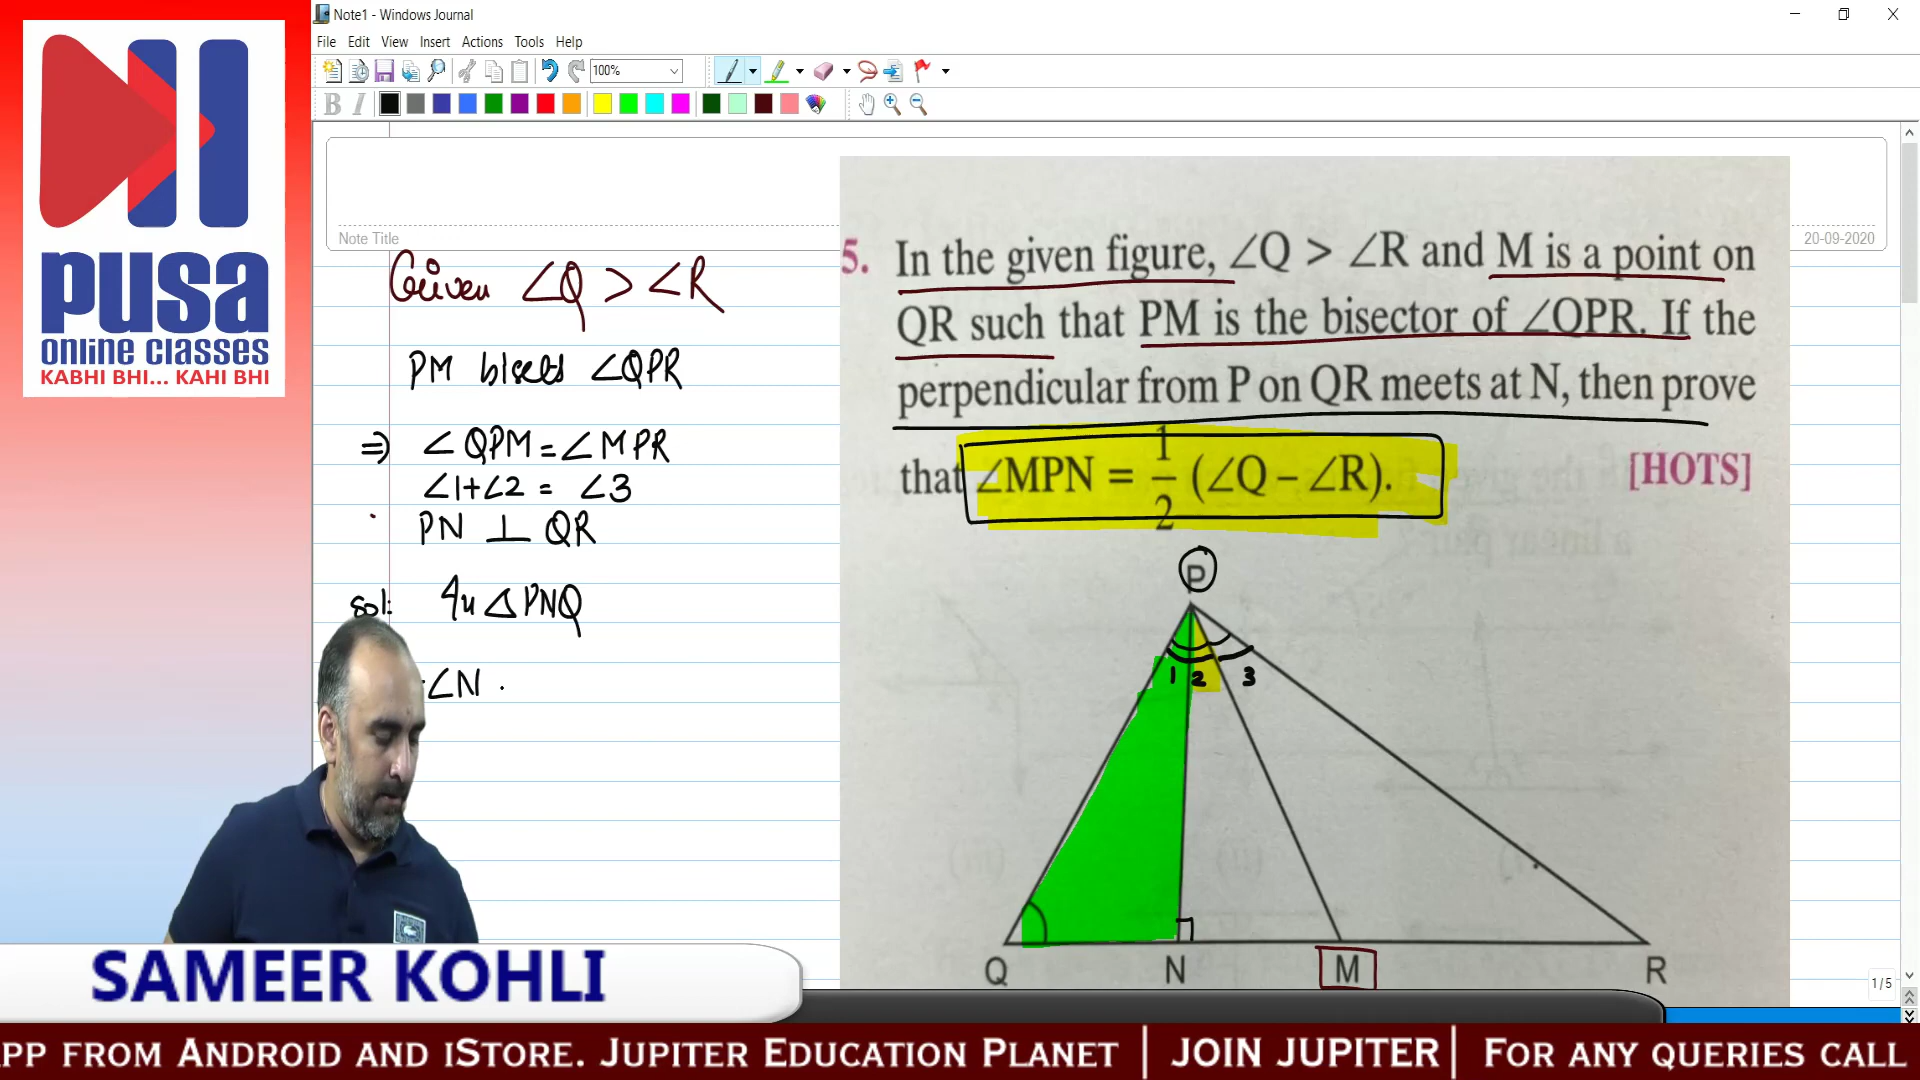 Note1 - Windows Journal
File Edit View Insert Actions Tools Help
100%
B I
Note Title
20-09-2020
pusa
online classes
KABHI BHI... KAHI BHI
Given ∠Q > ∠R
PM bisects ∠QPR
⇒ ∠QPM = ∠MPR
∠1+∠2 = ∠3
PN ⊥ QR
sol: In △PNQ
∠N
5. In the given figure, ∠Q > ∠R and M is a point on
QR such that PM is the bisector of ∠QPR. If the
perpendicular from P on QR meets at N, then prove
that ∠MPN = 1/2 (∠Q – ∠R). [HOTS]
P
1 2 3
Q N M R
1/5
SAMEER KOHLI
PP FROM ANDROID AND ISTORE. JUPITER EDUCATION PLANET | JOIN JUPITER | FOR ANY QUERIES CALL